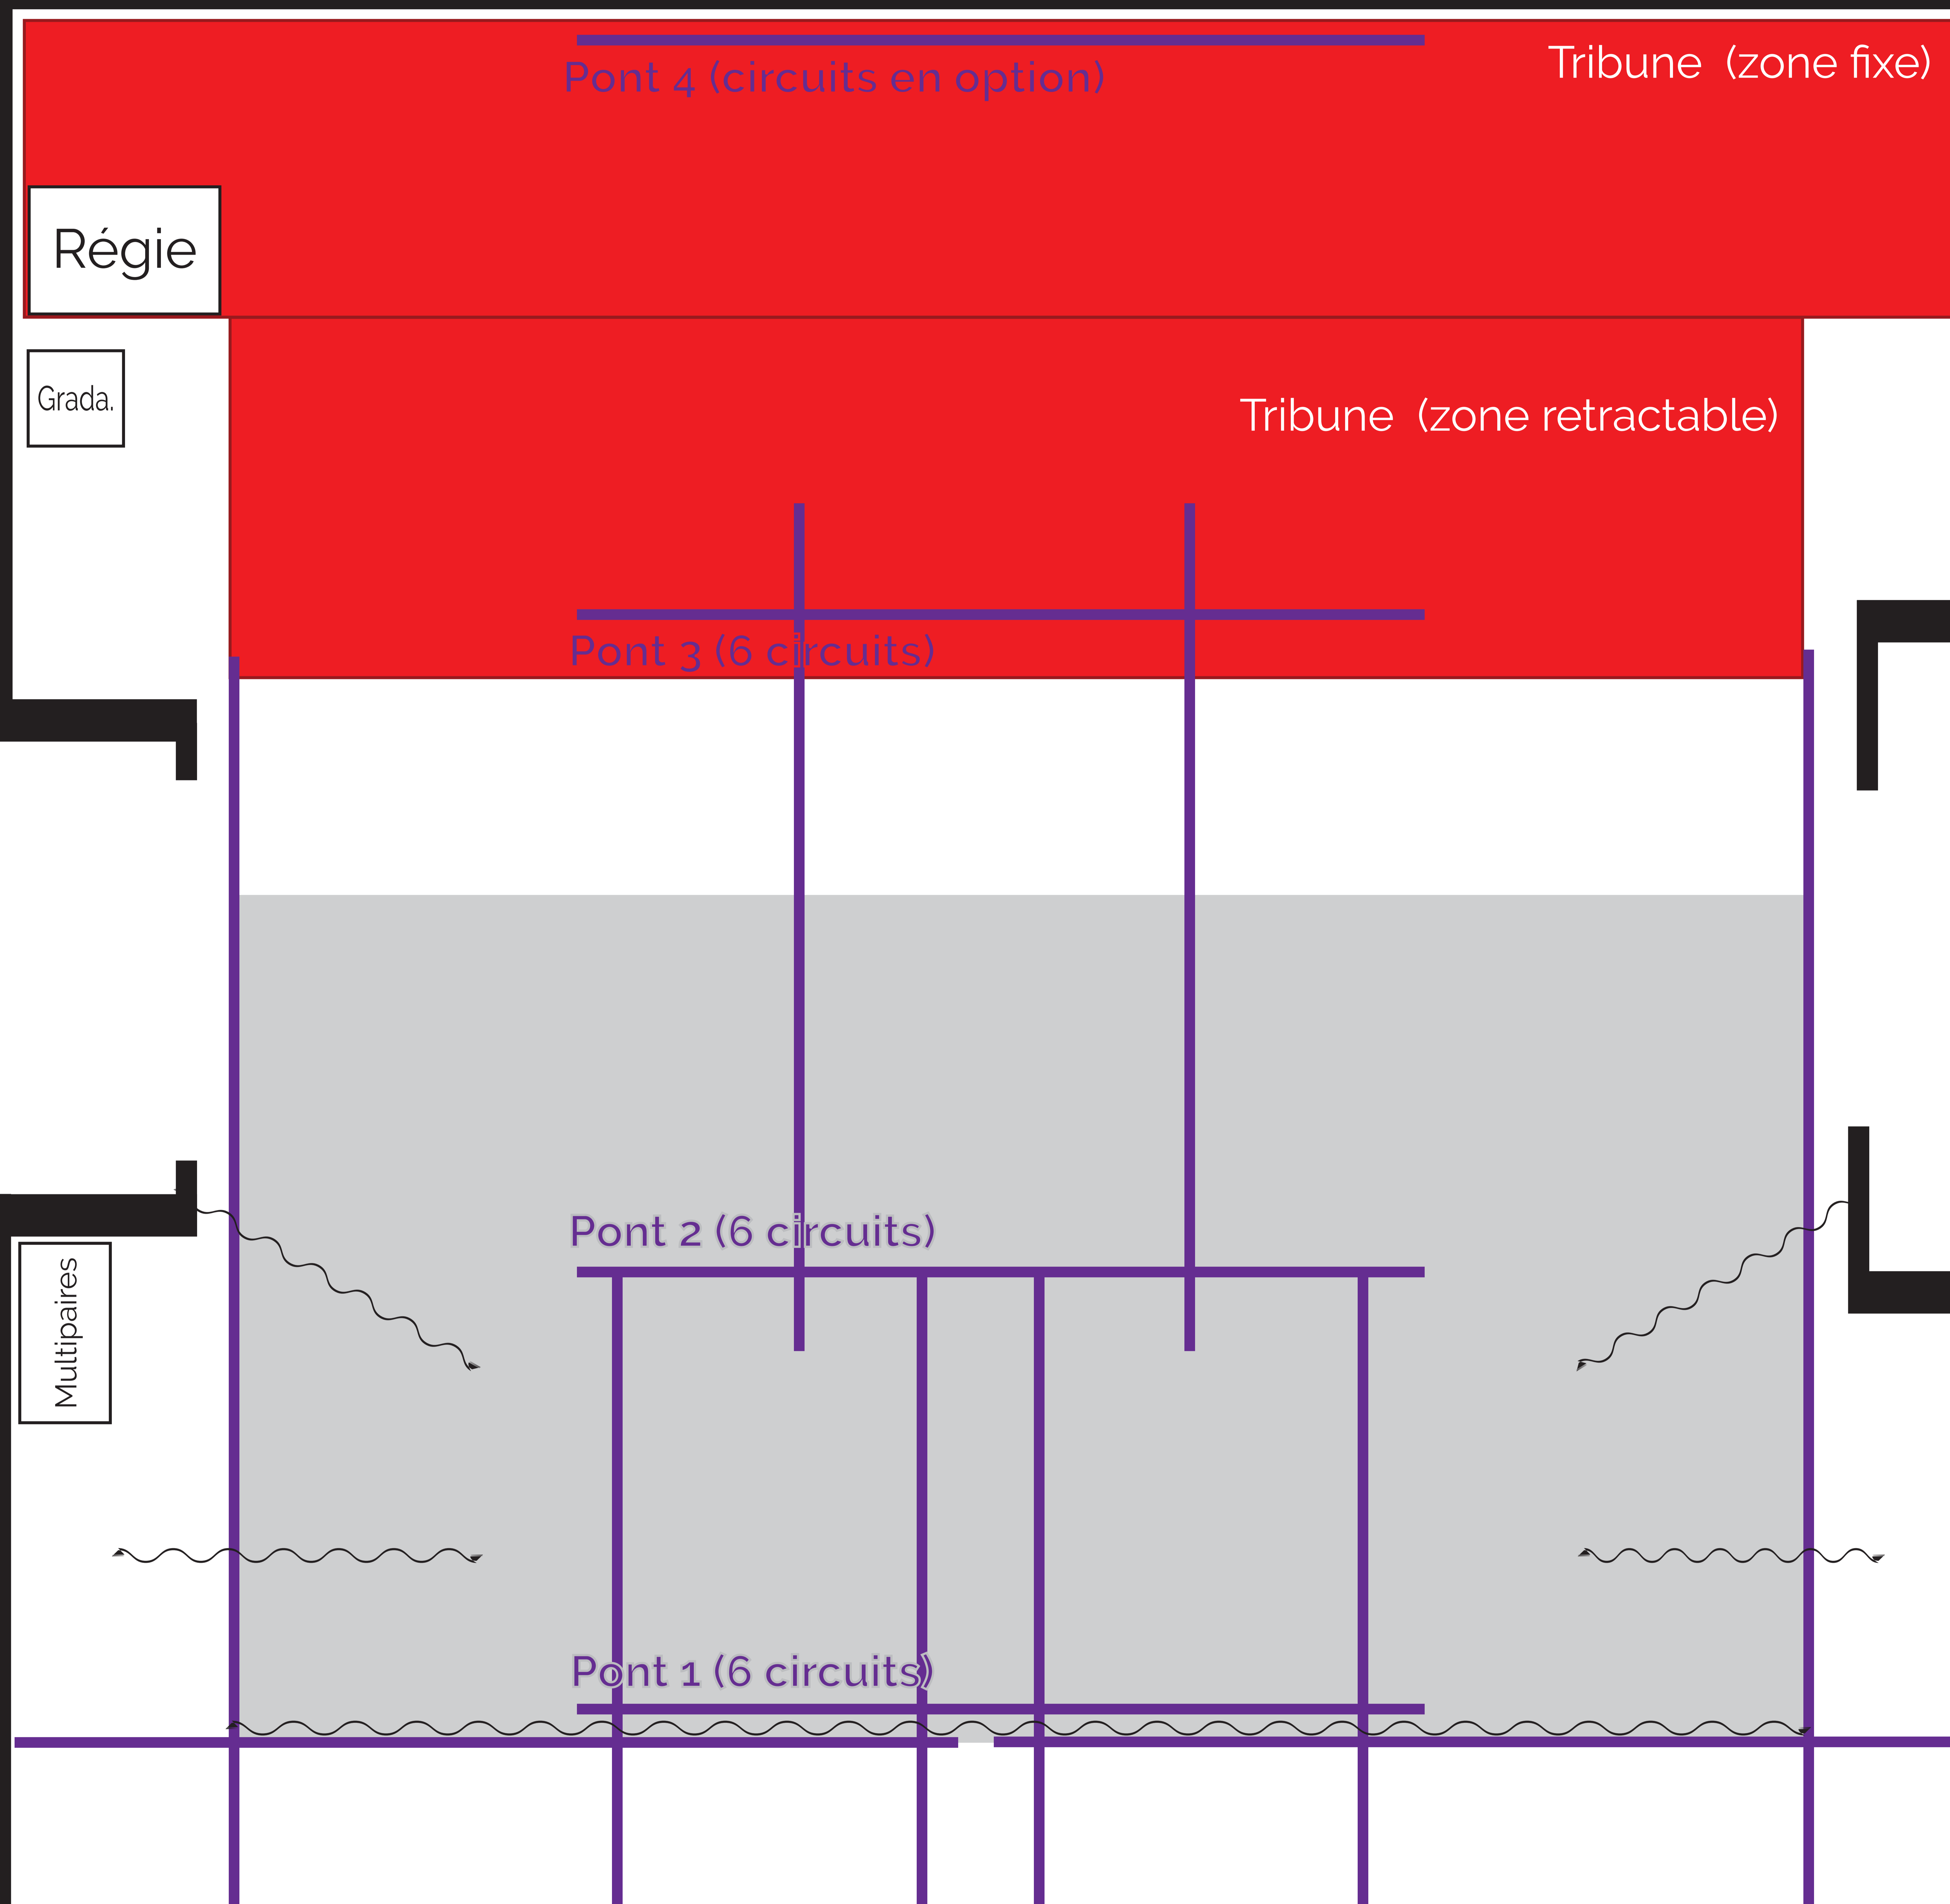 Tribune (zone fixe)
Pont 4 (circuits en option)
Régie
Grada.
Tribune (zone retractable)
Pont 3 (6 circuits)
Pont 2 (6 circuits)
Multipaires
Pont 1 (6 circuits)